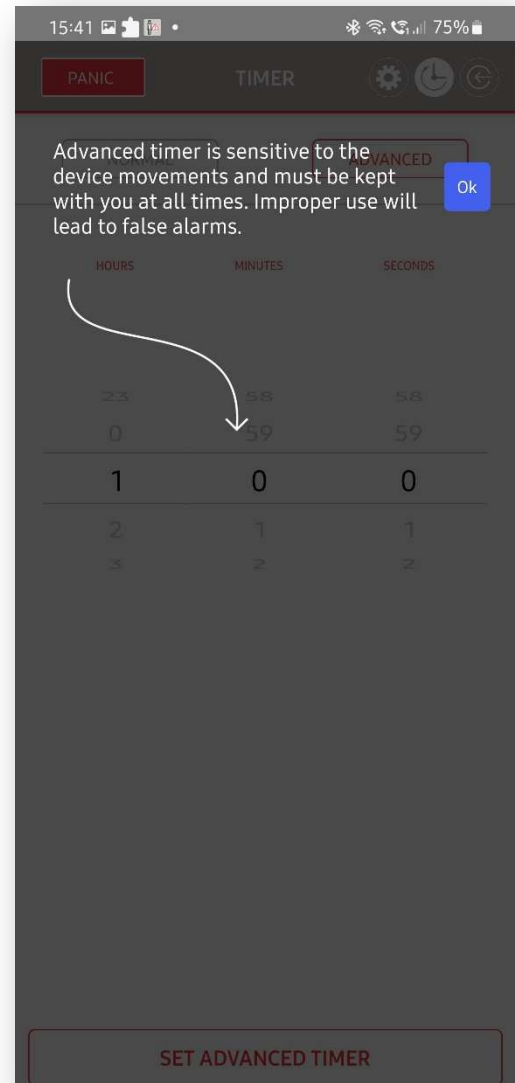 15:41 75%
PANIC TIMER
NORMAL ADVANCED
Advanced timer is sensitive to the
device movements and must be kept
with you at all times. Improper use will
lead to false alarms.
Ok
HOURS MINUTES SECONDS
23 58 58
0 59 59
1 0 0
2 1 1
3 2 2
SET ADVANCED TIMER